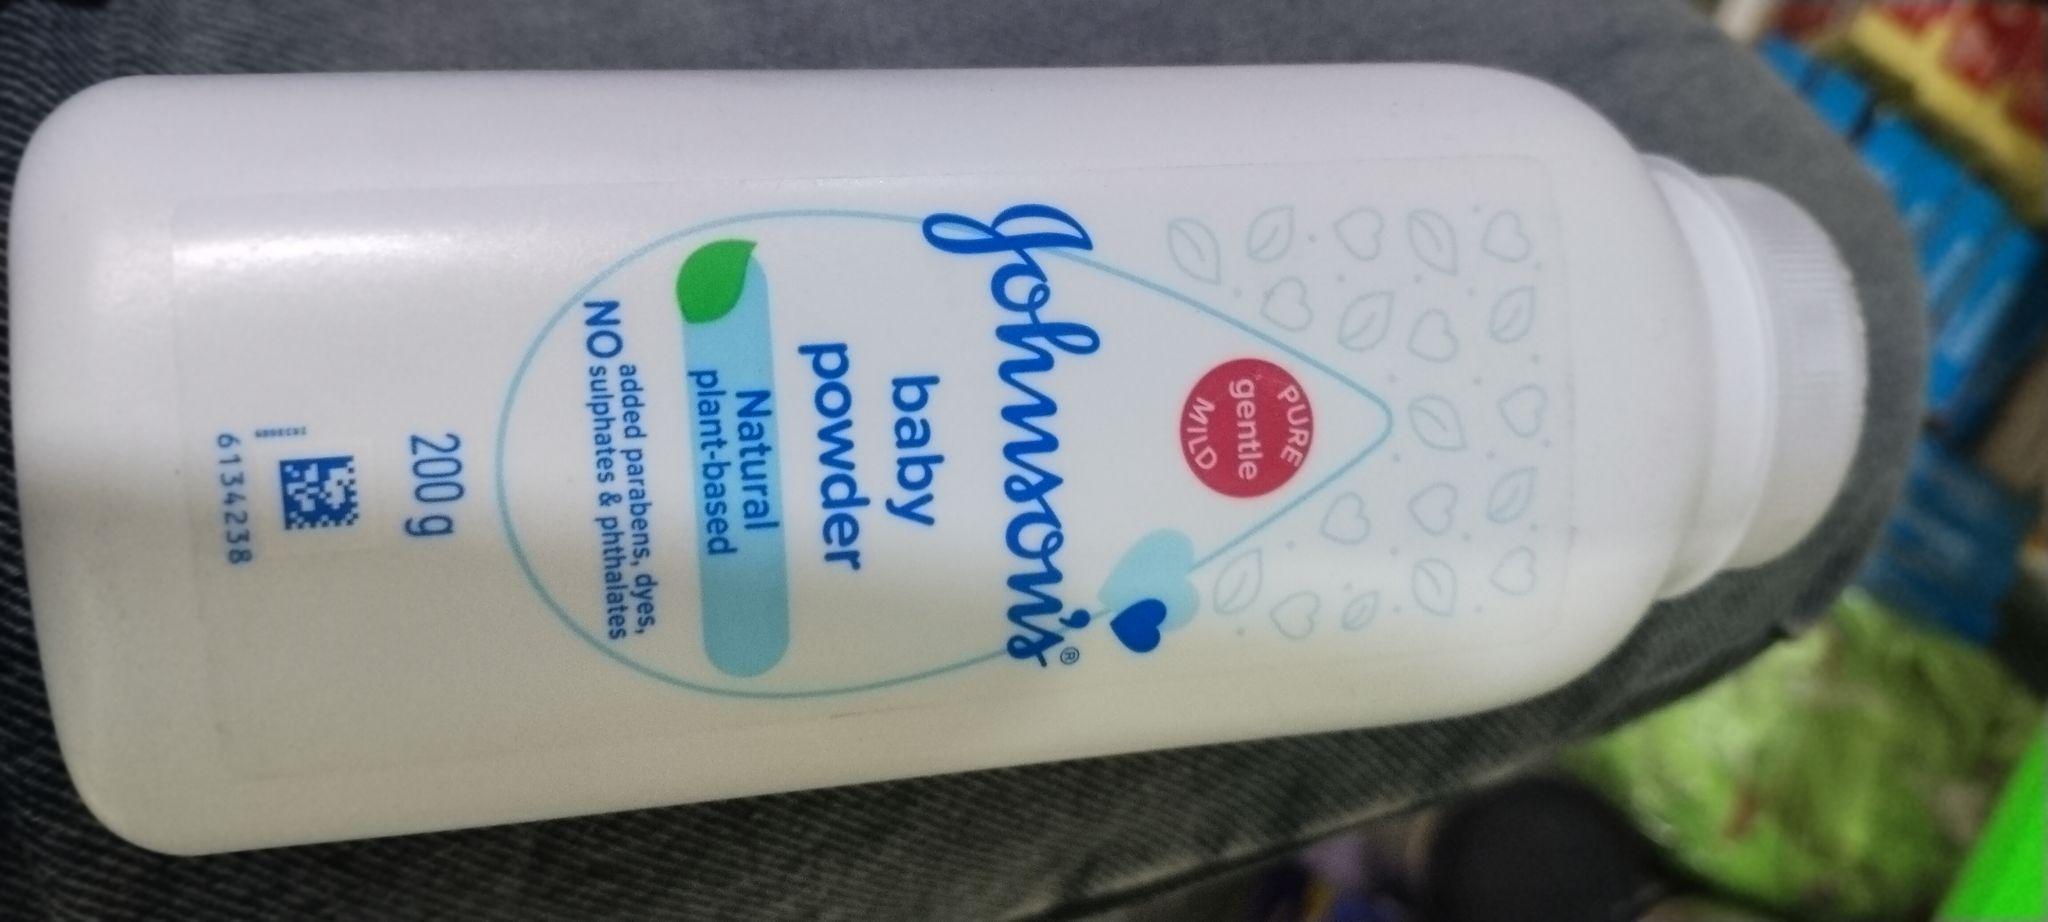 PURE
gentle
MILD
Johnson's®
baby
powder
Natural
plant-based
NO added parabens, dyes,
sulphates & phthalates
200 g
6134238